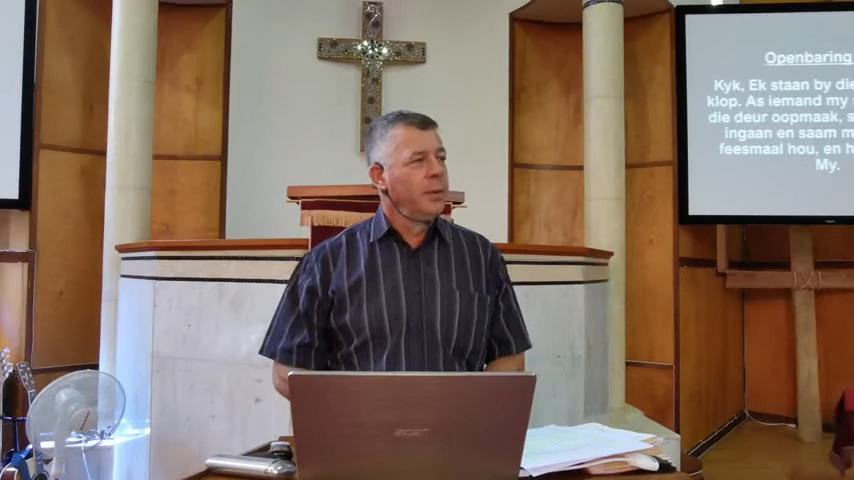 Openbaring
Kyk, Ek staan by die
klop. As iemand my
die deur oopmaak,
ingaan en saam
feesmaal hou, en
My.
acer